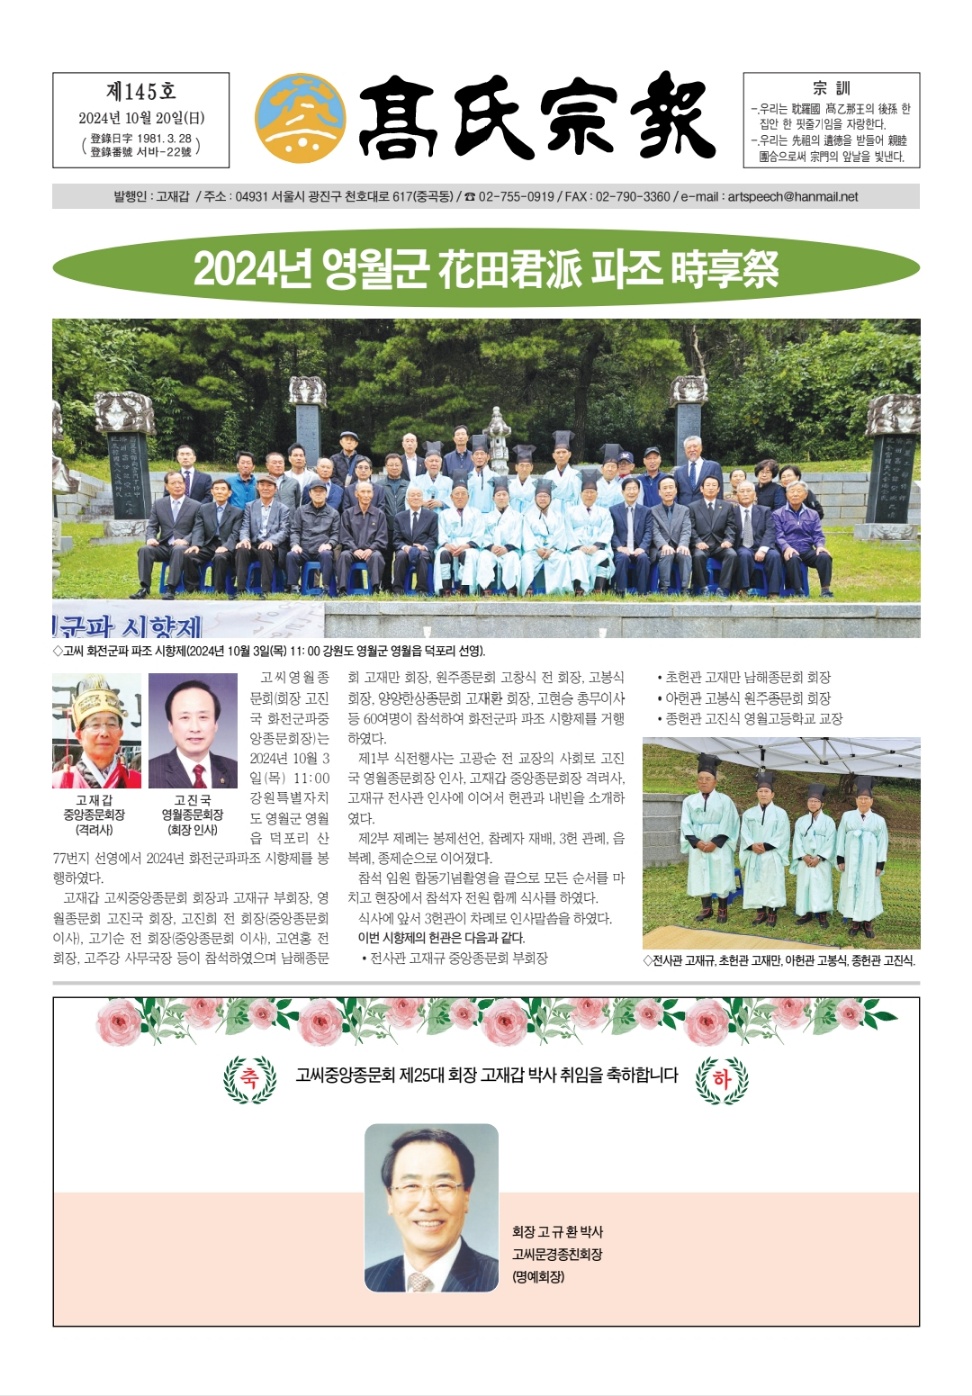 제145호
2024년 10월 20일(日)
( 登錄日字 1981. 3. 28
登錄番號 서바-22號 )
髙氏宗報
宗 訓
-.우리는 耽羅國 髙乙那王의 後孫 한
집안 한 핏줄기임을 자랑한다.
-.우리는 先祖의 遺德을 받들어 親睦
團合으로써 宗門의 앞날을 빛낸다.
발행인 : 고재갑 / 주소 : 04931 서울시 광진구 천호대로 617(중곡동) / ☎ 02-755-0919 / FAX : 02-790-3360 / e-mail : artspeech@hanmail.net
2024년 영월군 花田君派 파조 時享祭
전군파 시향제
◇고씨 화전군파 파조 시향제(2024년 10월 3일(목) 11: 00 강원도 영월군 영월읍 덕포리 선영).
고 재 갑
중앙종문회장
(격려사)
고 진 국
영월종문회장
(회장 인사)
고씨영월종
문회(회장 고진
국 화전군파중
앙종문회장)는
2024년 10월 3
일(목) 11:00
강원특별자치
도 영월군 영월
읍 덕포리 산
77번지 선영에서 2024년 화전군파파조 시향제를 봉
행하였다.
고재갑 고씨중앙종문회 회장과 고재규 부회장, 영
월종문회 고진국 회장, 고진희 전 회장(중앙종문회
이사), 고기순 전 회장(중앙종문회 이사), 고연홍 전
회장, 고주강 사무국장 등이 참석하였으며 남해종문
회 고재만 회장, 원주종문회 고창식 전 회장, 고봉식
회장, 양양한상종문회 고재환 회장, 고현승 총무이사
등 60여명이 참석하여 화전군파 파조 시향제를 거행
하였다.
제1부 식전행사는 고광순 전 교장의 사회로 고진
국 영월종문회장 인사, 고재갑 중앙종문회장 격려사,
고재규 전사관 인사에 이어서 헌관과 내빈을 소개하
였다.
제2부 제례는 봉제선언, 참례자 재배, 3헌 관례, 음
복례, 종제순으로 이어졌다.
참석 임원 합동기념촬영을 끝으로 모든 순서를 마
치고 현장에서 참석자 전원 함께 식사를 하였다.
식사에 앞서 3헌관이 차례로 인사말씀을 하였다.
이번 시향제의 헌관은 다음과 같다.
• 전사관 고재규 중앙종문회 부회장
• 초헌관 고재만 남해종문회 회장
• 아헌관 고봉식 원주종문회 회장
• 종헌관 고진식 영월고등학교 교장
◇전사관 고재규, 초헌관 고재만, 아헌관 고봉식, 종헌관 고진식.
축
고씨중앙종문회 제25대 회장 고재갑 박사 취임을 축하합니다
하
회장 고 규 환 박사
고씨문경종친회장
(명예회장)